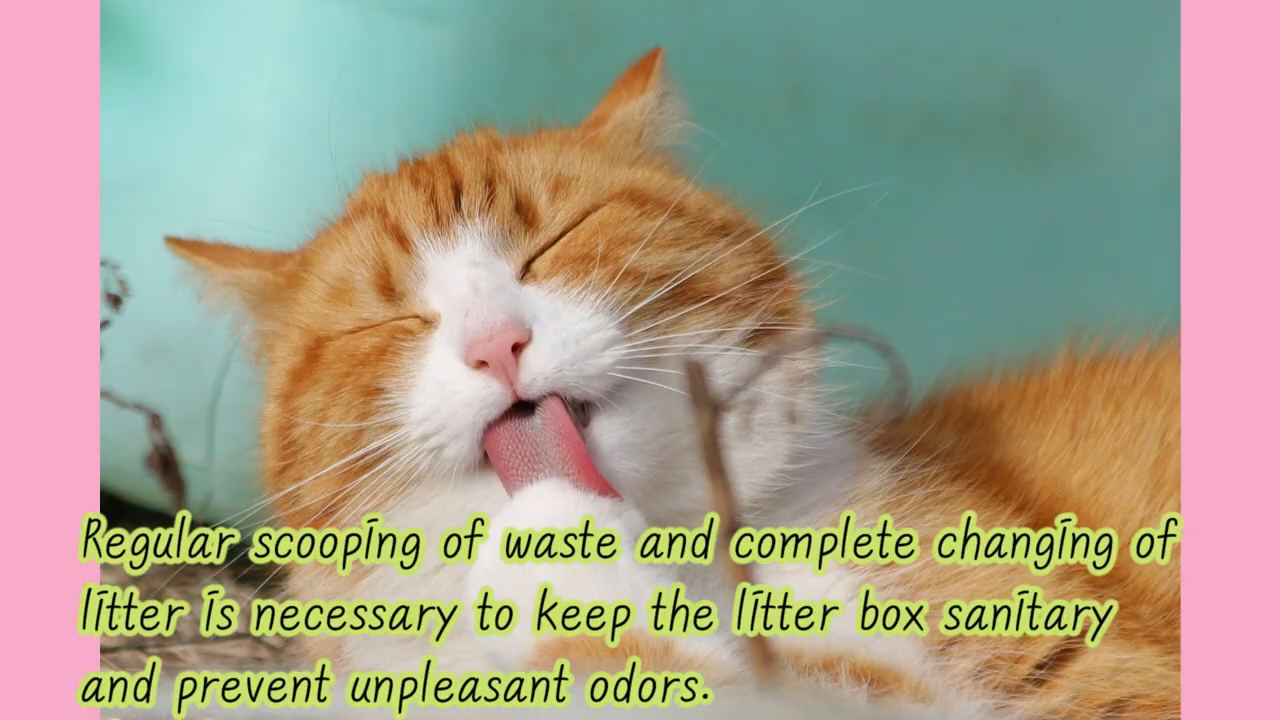 Regular scooping of waste and complete changing of
litter is necessary to keep the litter box sanitary
and prevent unpleasant odors.